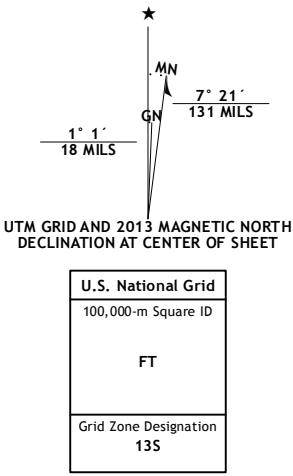 MN
7° 21´
131 MILS
GN
1° 1´
18 MILS
UTM GRID AND 2013 MAGNETIC NORTH
DECLINATION AT CENTER OF SHEET
U.S. National Grid
100,000-m Square ID
FT
Grid Zone Designation
13S